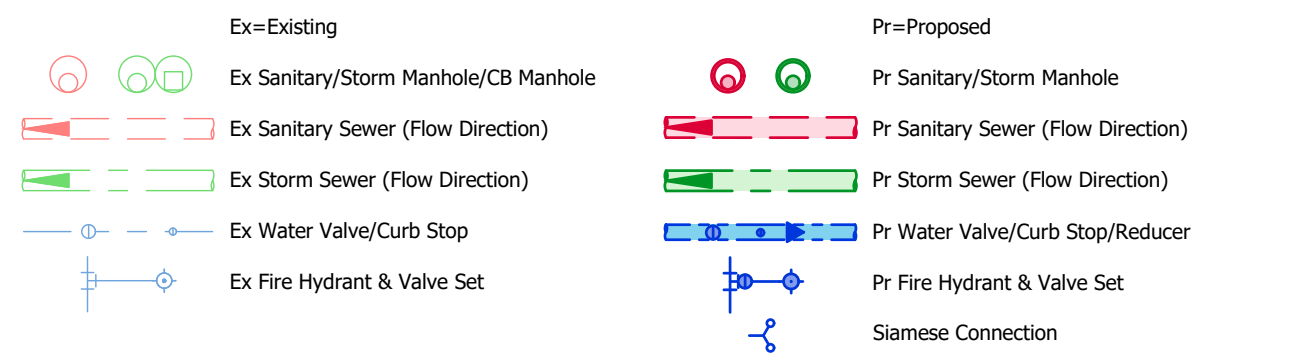 Ex=Existing
Ex Sanitary/Storm Manhole/CB Manhole
Ex Sanitary Sewer (Flow Direction)
Ex Storm Sewer (Flow Direction)
Ex Water Valve/Curb Stop
Ex Fire Hydrant & Valve Set
Pr=Proposed
Pr Sanitary/Storm Manhole
Pr Sanitary Sewer (Flow Direction)
Pr Storm Sewer (Flow Direction)
Pr Water Valve/Curb Stop/Reducer
Pr Fire Hydrant & Valve Set
Siamese Connection